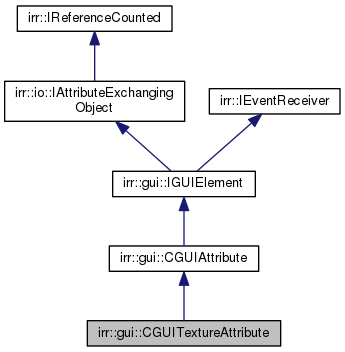 irr::IReferenceCounted
irr::io::IAttributeExchanging
Object
irr::IEventReceiver
irr::gui::IGUIElement
irr::gui::CGUIAttribute
irr::gui::CGUITextureAttribute